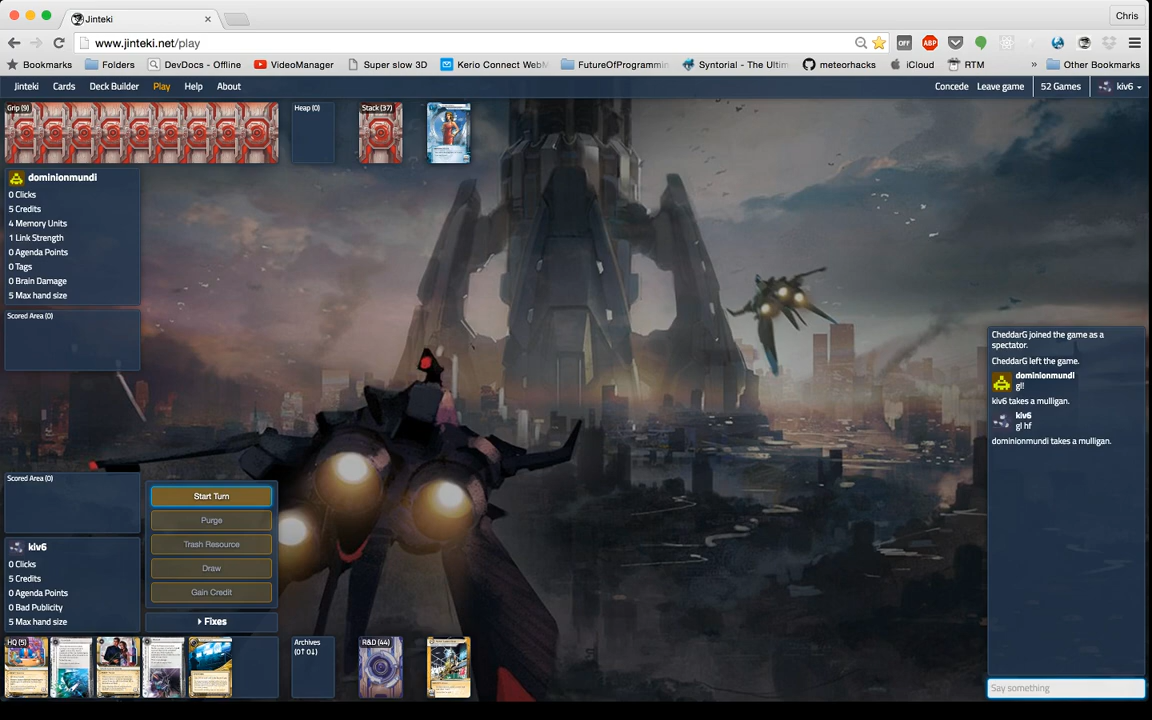 Jinteki
Chris
www.jinteki.net/play
OFF
ABP
Bookmarks
Folders
DevDocs - Offline
VideoManager
Super slow 3D
Kerio Connect WebM
FutureOfProgrammin
Syntorial - The Ultim
meteorhacks
iCloud
RTM
»
Other Bookmarks
Jinteki
Cards
Deck Builder
Play
Help
About
Concede
Leave game
52 Games
kiv6
Grip (9)
Heap (0)
Stack (37)
dominionmundi
0 Clicks
5 Credits
4 Memory Units
1 Link Strength
0 Agenda Points
0 Tags
0 Brain Damage
5 Max hand size
Scored Area (0)
CheddarG joined the game as a
spectator.
CheddarG left the game.
dominionmundi
gl!
kiv6 takes a mulligan.
kiv6
gl hf
dominionmundi takes a mulligan.
Scored Area (0)
Start Turn
Purge
Trash Resource
Draw
Gain Credit
Fixes
kiv6
0 Clicks
5 Credits
0 Agenda Points
0 Bad Publicity
5 Max hand size
HQ (5)
Archives
(0↑ 0↓)
R&D (44)
Say something